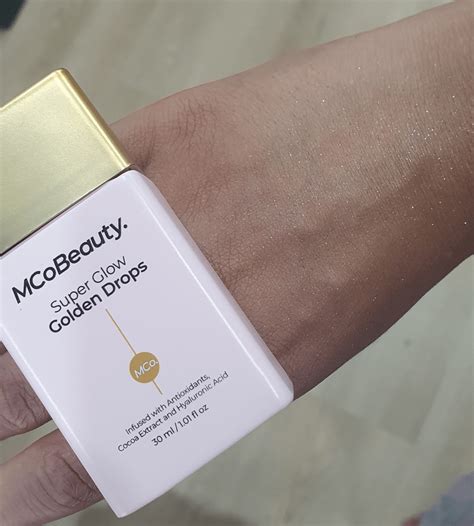 MCoBeauty.
Super Glow
Golden Drops
MCo.
Infused with Antioxidants,
Cocoa Extract and Hyaluronic Acid
30 ml / 1.01 fl oz